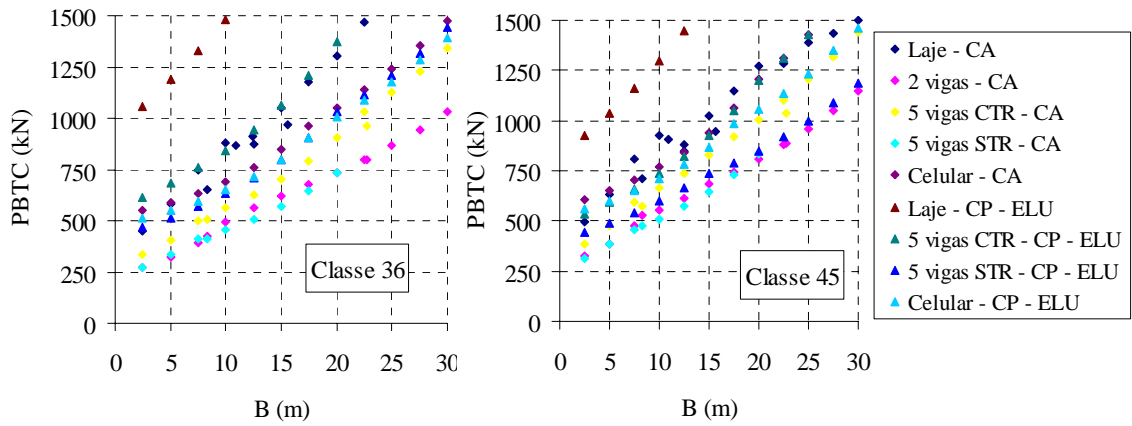 1500
1250
1000
750
500
250
0
PBTC (kN)
0 5 10 15 20 25 30
B (m)
Classe 36
1500
1250
1000
750
500
250
0
PBTC (kN)
0 5 10 15 20 25 30
B (m)
Classe 45
Laje - CA
2 vigas - CA
5 vigas CTR - CA
5 vigas STR - CA
Celular - CA
Laje - CP - ELU
5 vigas CTR - CP - ELU
5 vigas STR - CP - ELU
Celular - CP - ELU